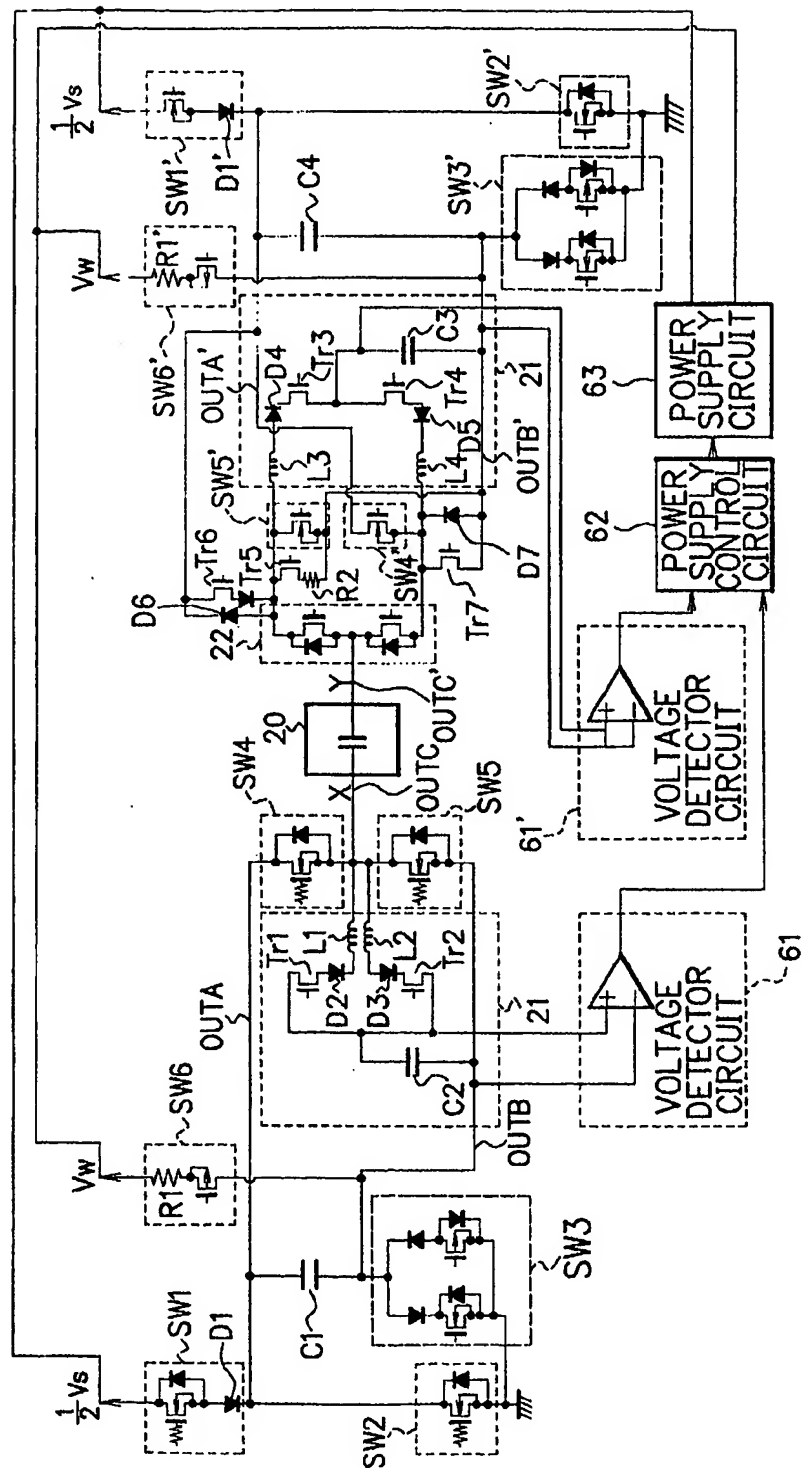 ½ Vs
SW1
D1
SW2
C1
SW3
Vw
R1
SW6
OUTA
OUTB
C2
Tr1
L1
D2
L2
D3
Tr2
21
SW4
SW5
20
X
OUTC
Y
OUTC'
22
D6
Tr6
Tr5
R2
SW5'
SW4'
Tr7
D7
L3
L4
OUTA'
D4
Tr3
Tr4
D5
C3
21
OUTB'
Vw
R1'
SW6'
C4
½ Vs
SW1'
D1'
SW2'
SW3'
VOLTAGE
DETECTOR
CIRCUIT
61
VOLTAGE
DETECTOR
CIRCUIT
61'
62
POWER
SUPPLY
CONTROL
CIRCUIT
63
POWER
SUPPLY
CIRCUIT